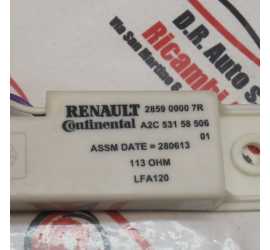 D.R. Auto S
Via San Martino
Ricambi
RENAULT 2859 0000 7R
Continental A2C 531 58 506
01
ASSM DATE = 280613
113 OHM
LFA120